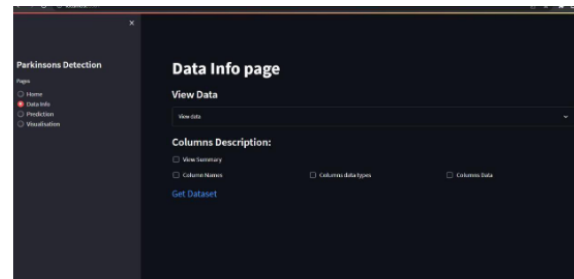 Parkinsons Detection
Pages
Home
Data Info
Prediction
Visualisation
Data Info page
View Data
View data
Columns Description:
View Summary
Column Names
Columns data types
Columns Data
Get Dataset